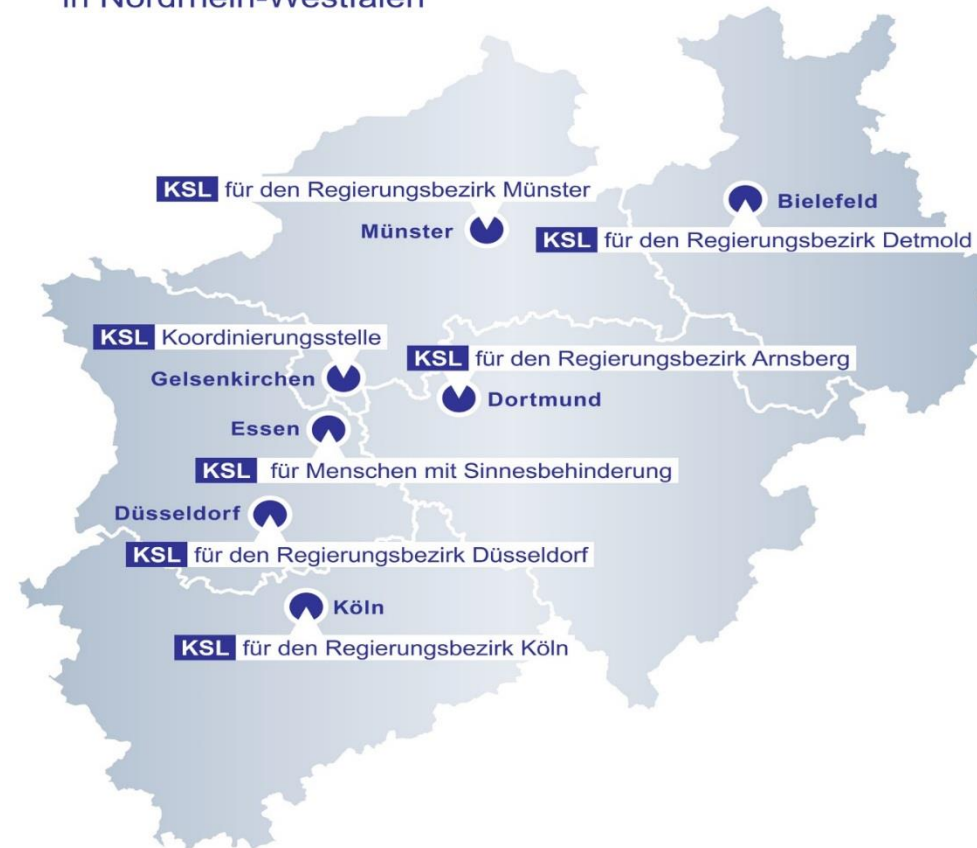 in Nordrhein-Westfalen
KSL für den Regierungsbezirk Münster
Münster
Bielefeld
KSL für den Regierungsbezirk Detmold
KSL Koordinierungsstelle
Gelsenkirchen
KSL für den Regierungsbezirk Arnsberg
Dortmund
Essen
KSL für Menschen mit Sinnesbehinderung
Düsseldorf
KSL für den Regierungsbezirk Düsseldorf
Köln
KSL für den Regierungsbezirk Köln